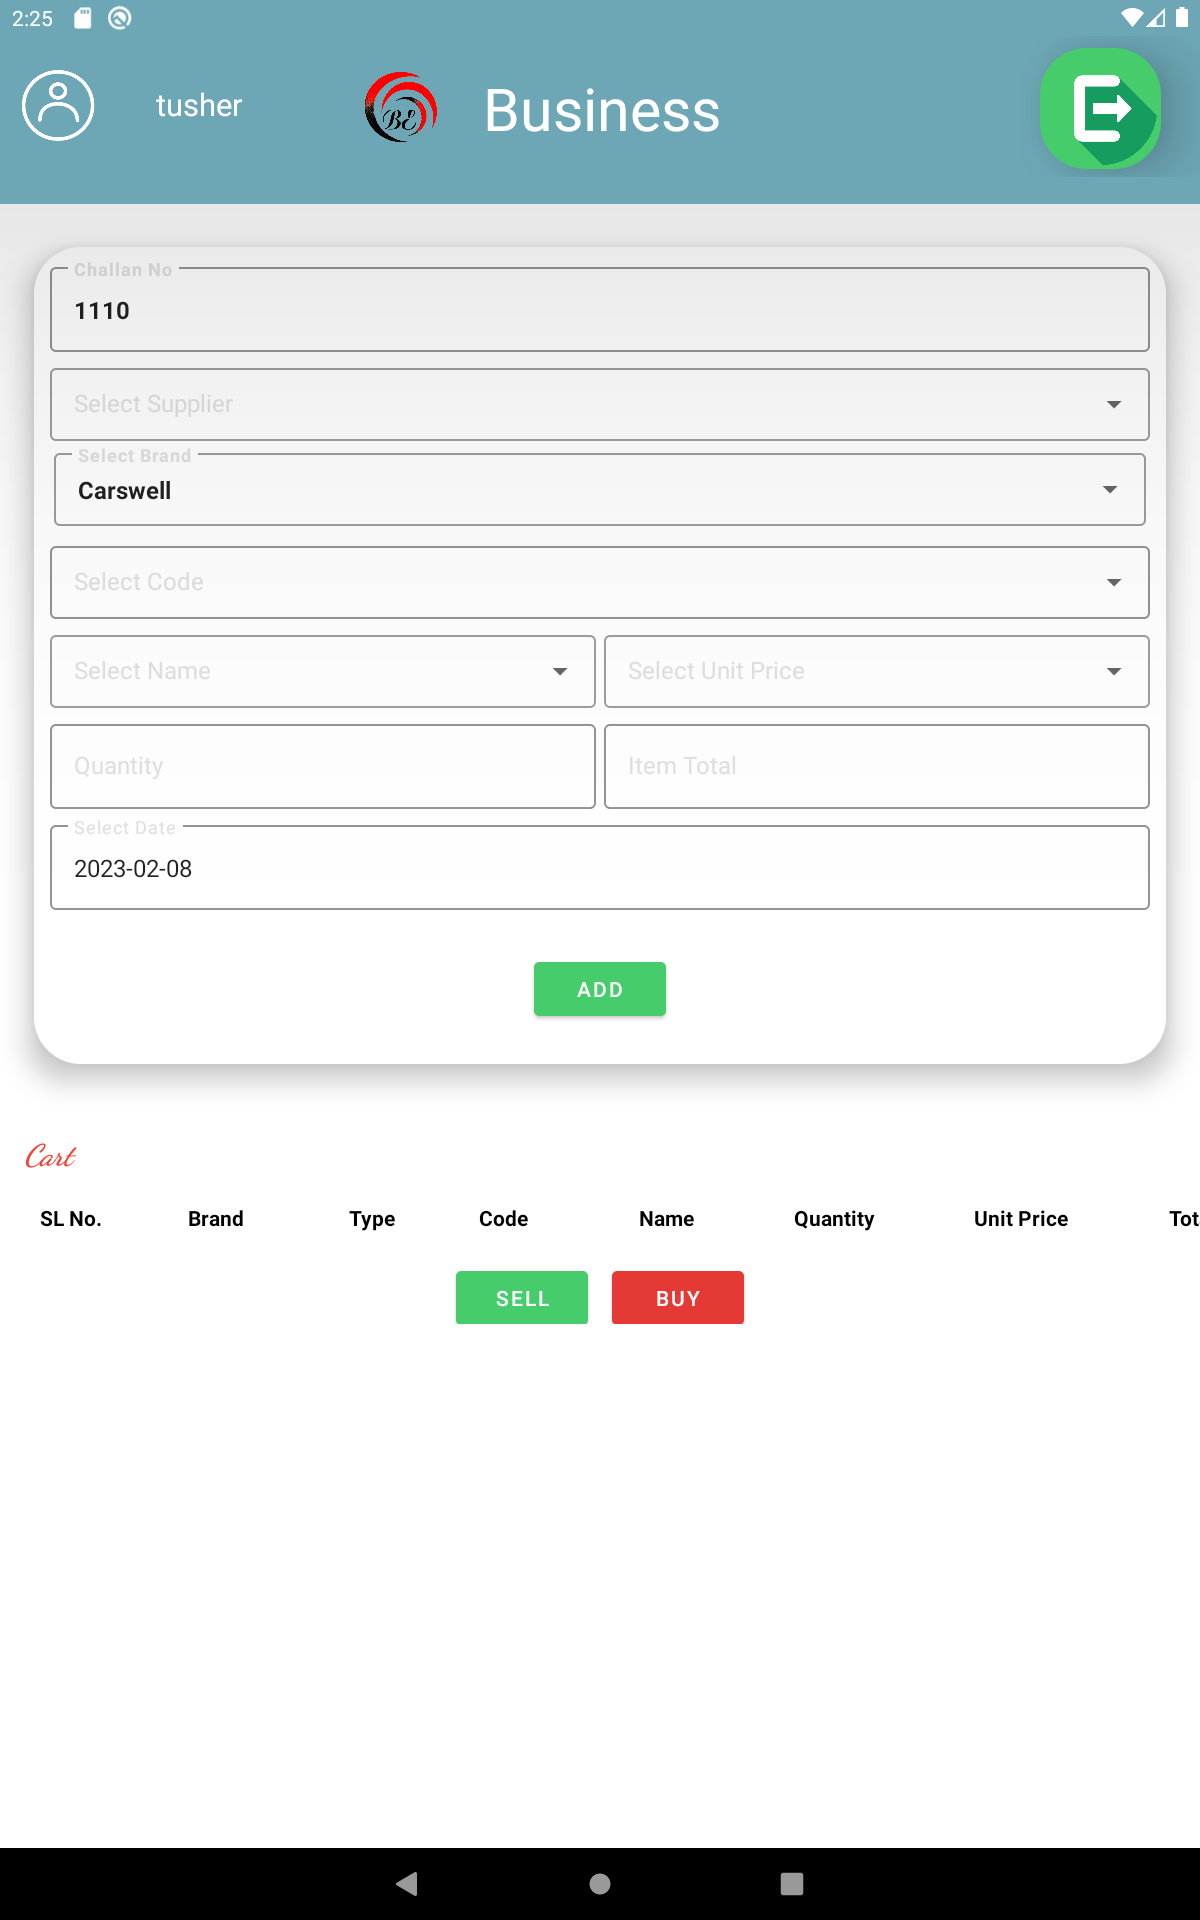 2:25
tusher
BE
Business
Challan No
1110
Select Supplier
Select Brand
Carswell
Select Code
Select Name
Select Unit Price
Quantity
Item Total
Select Date
2023-02-08
ADD
Cart
SL No. Brand Type Code Name Quantity Unit Price Tot
SELL BUY